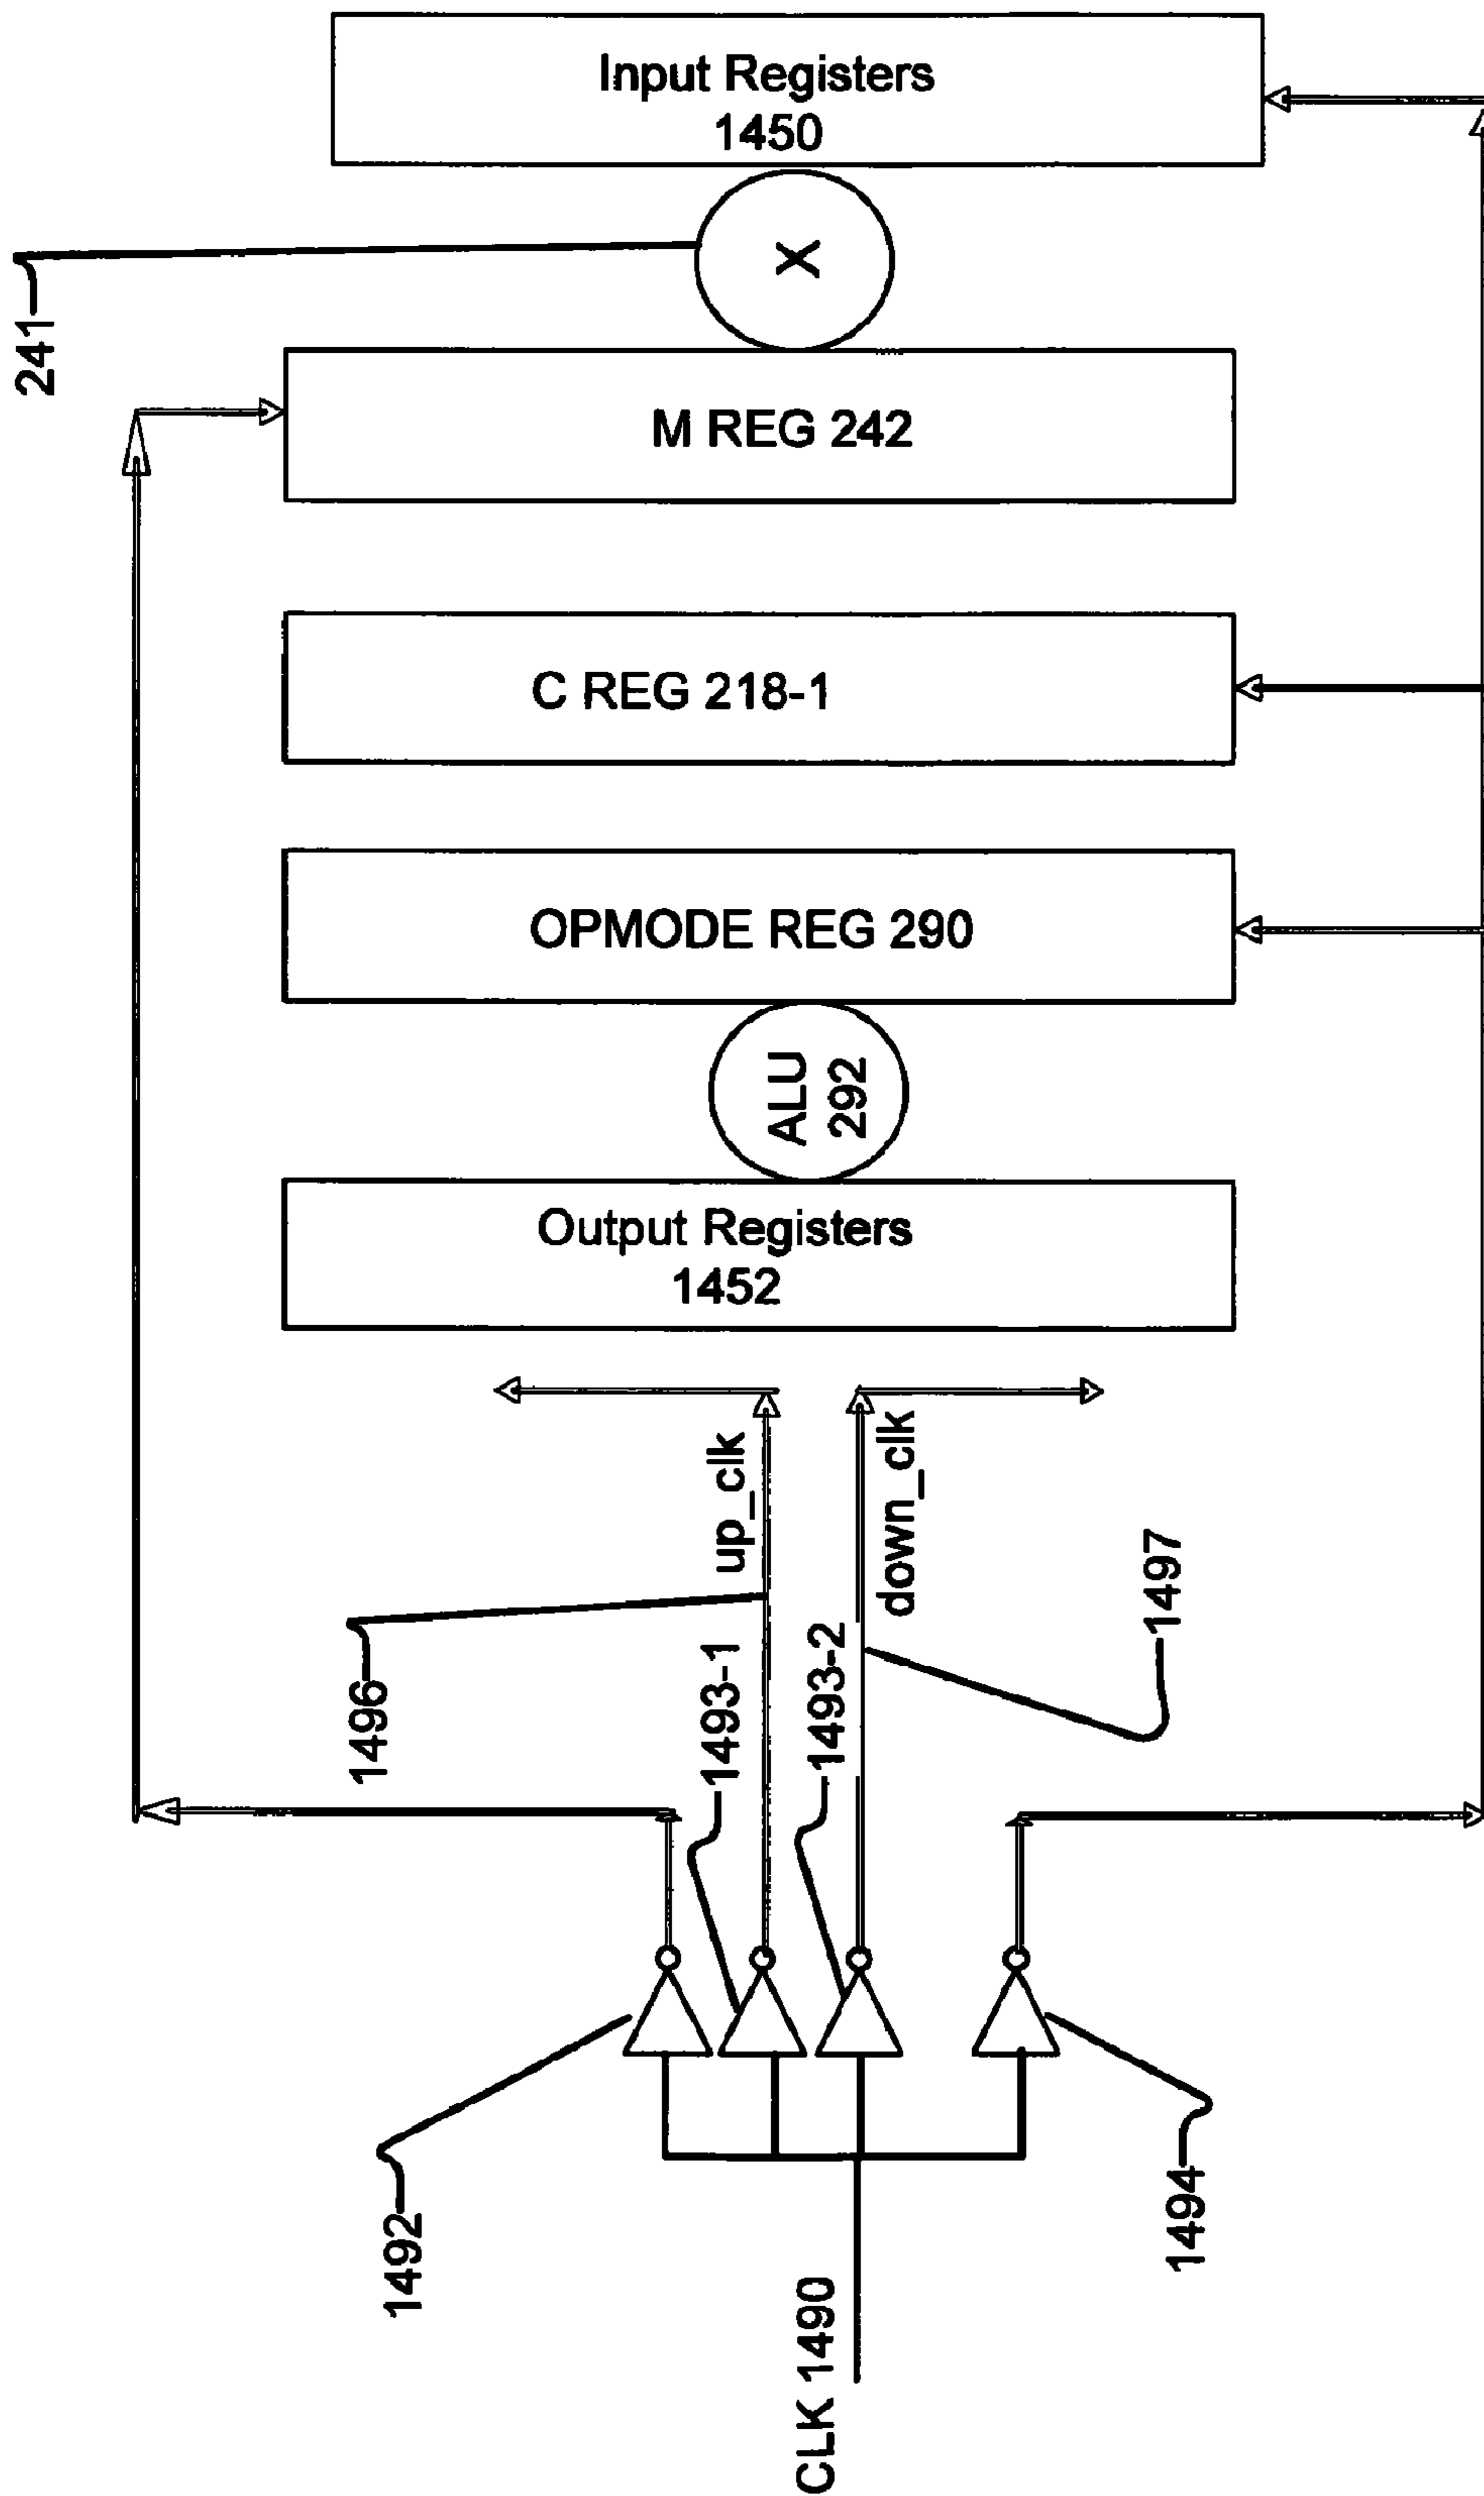 Input Registers
1450
X
241
M REG 242
C REG 218-1
OPMODE REG 290
ALU
292
Output Registers
1452
up_clk
down_clk
1496
1493-1
1493-2
1497
1492
1494
CLK 1490